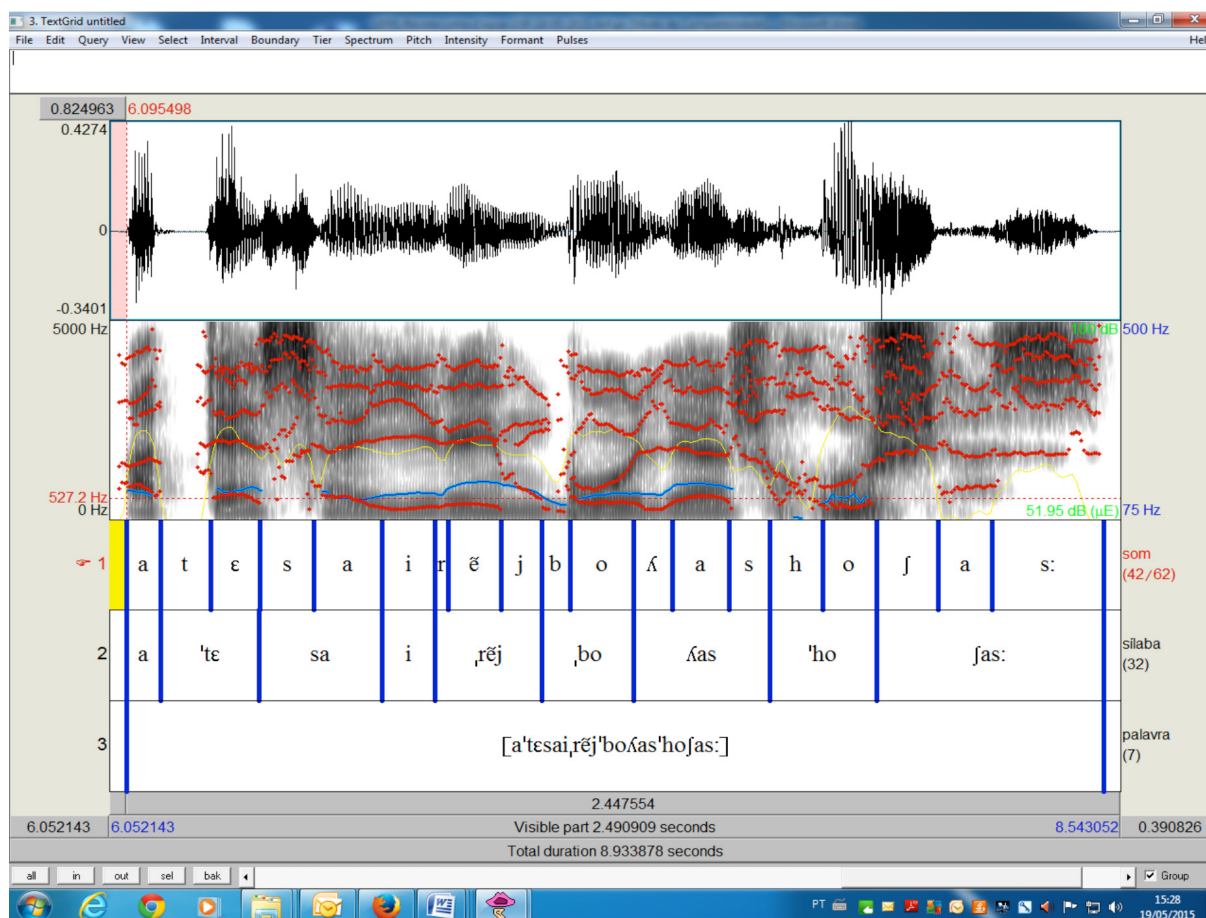 3. TextGrid untitled
File Edit Query View Select Interval Boundary Tier Spectrum Pitch Intensity Formant Pulses Hel
0.824963 6.095498
0.4274
0
-0.3401
5000 Hz 100 dB 500 Hz
527.2 Hz
0 Hz 51.95 dB (µE) 75 Hz
☞ 1 a t ɛ s a i r ẽ j b o ʎ a s h o ʃ a s: som
(42/62)
2 a ˈtɛ sa i ˌrẽj ˌbo ʎas ˈho ʃas: sílaba
(32)
3 [aˈtɛsaiˌrẽjˈboʎasˈhoʃas:] palavra
(7)
2.447554
6.052143 6.052143 Visible part 2.490909 seconds 8.543052 0.390826
Total duration 8.933878 seconds
all in out sel bak Group
PT 15:28
19/05/2015